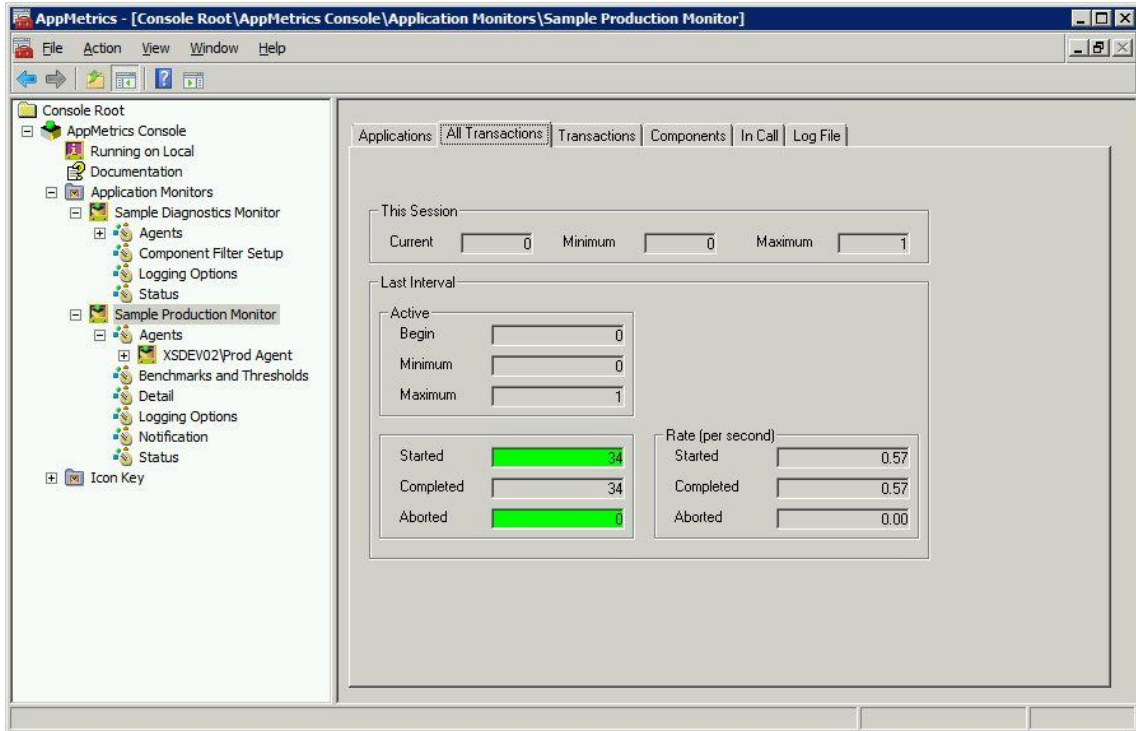 AppMetrics - [Console Root\AppMetrics Console\Application Monitors\Sample Production Monitor]
File Action View Window Help
Console Root
AppMetrics Console
Running on Local
Documentation
Application Monitors
Sample Diagnostics Monitor
Agents
Component Filter Setup
Logging Options
Status
Sample Production Monitor
Agents
XSDEV02\Prod Agent
Benchmarks and Thresholds
Detail
Logging Options
Notification
Status
Icon Key
Applications All Transactions Transactions Components In Call Log File
This Session
Current 0 Minimum 0 Maximum 1
Last Interval
Active
Begin 0
Minimum 0
Maximum 1
Rate (per second)
Started 34 Started 0.57
Completed 34 Completed 0.57
Aborted 0 Aborted 0.00